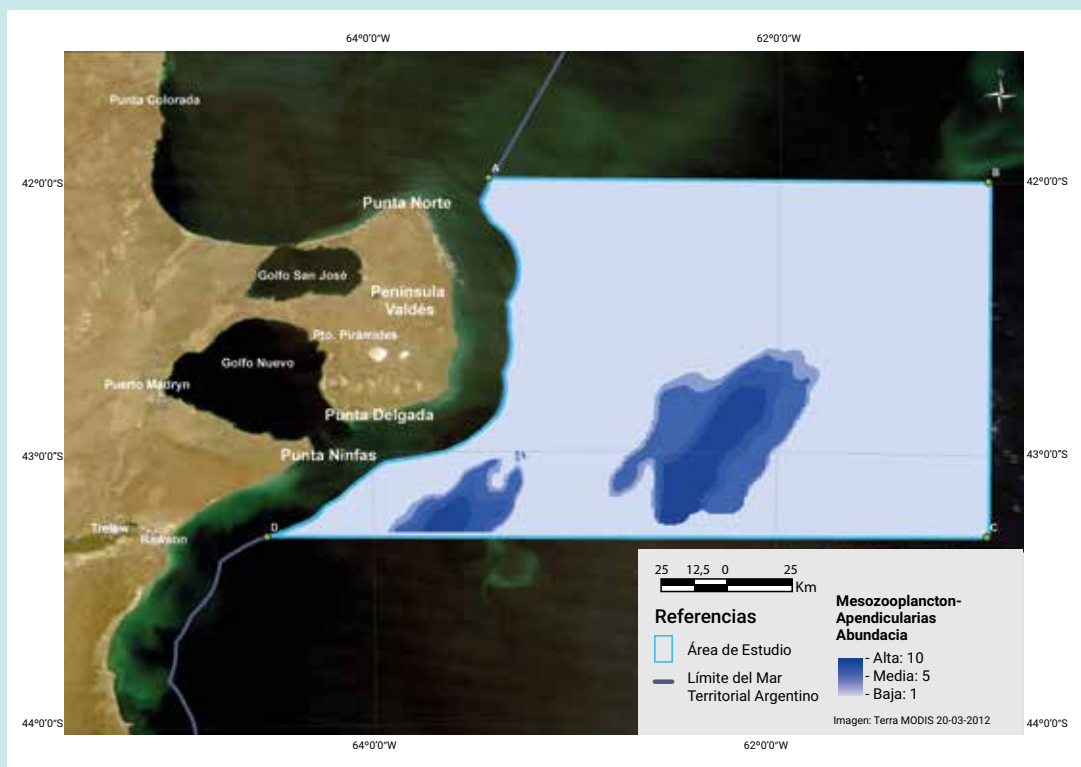 64°0'0"W
62°0'0"W
Punta Colorada
N
42°0'0"S
A
B
42°0'0"S
Punta Norte
Golfo San José
Península
Valdés
Pto. Pirámides
Golfo Nuevo
Puerto Madryn
Punta Delgada
43°0'0"S
Punta Ninfas
43°0'0"S
Trelew
Rawson
D
C
25 12,5 0 25
Km
Referencias
Área de Estudio
Límite del Mar
Territorial Argentino
Mesozooplancton-
Apendicularias
Abundacia
- Alta: 10
- Media: 5
- Baja: 1
Imagen: Terra MODIS 20-03-2012
44°0'0"S
44°0'0"S
64°0'0"W
62°0'0"W